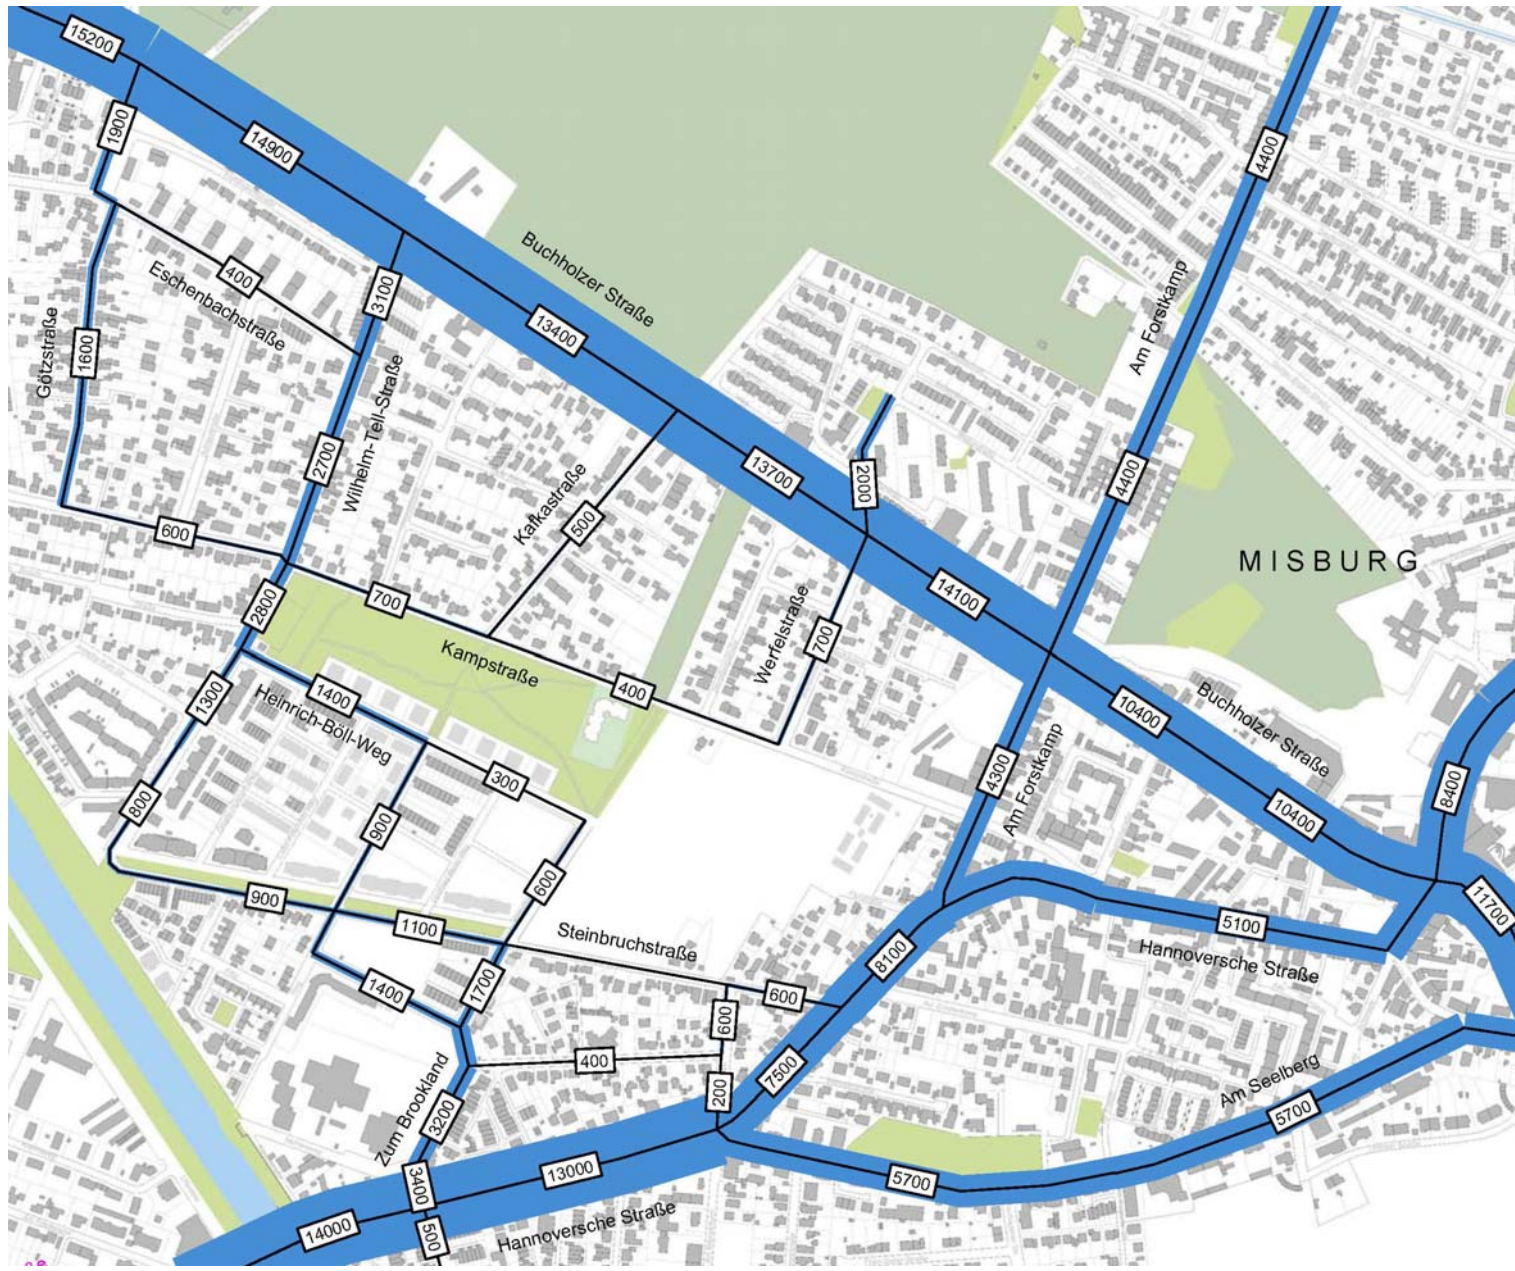 15200
1900
14900
4400
Buchholzer Straße
400
Eschenbachstraße
3100
13400
Am Forstkamp
Götzstraße
1600
Wilhelm-Tell-Straße
2700
13700
2000
4400
Kafkastraße
500
600
MISBURG
2800
700
14100
Werfelstraße
700
Kampstraße
400
1300
1400
Heinrich-Böll-Weg
10400
Buchholzer Straße
4300
Am Forstkamp
300
800
900
8400
10400
600
900
1100
5100
11700
Steinbruchstraße
8100
Hannoversche Straße
1400
1700
600
600
400
7500
200
Zum Brookland
3200
Am Seelberg
5700
3400
13000
5700
14000
500
Hannoversche Straße